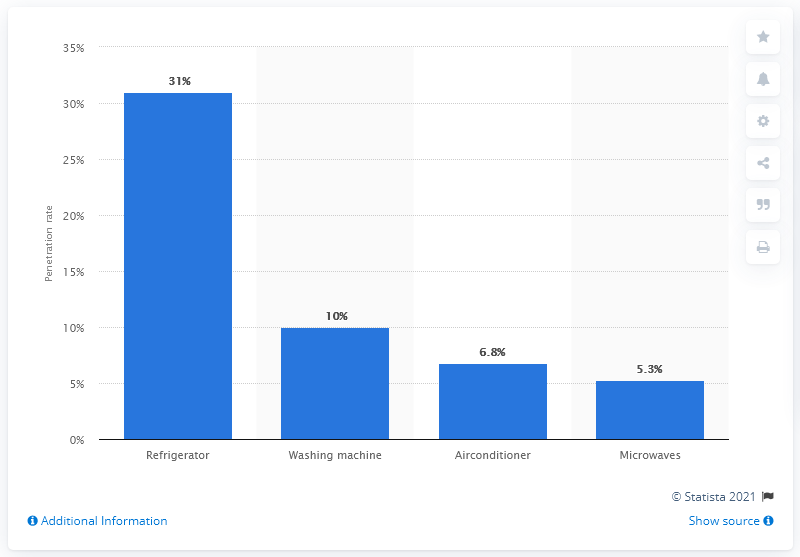 35%
31%
30%
25%
20%
15%
10%
10%
6.8%
5.3%
5%
0%
Penetration rate
Refrigerator
Washing machine
Airconditioner
Microwaves
© Statista 2021
Additional Information
Show source